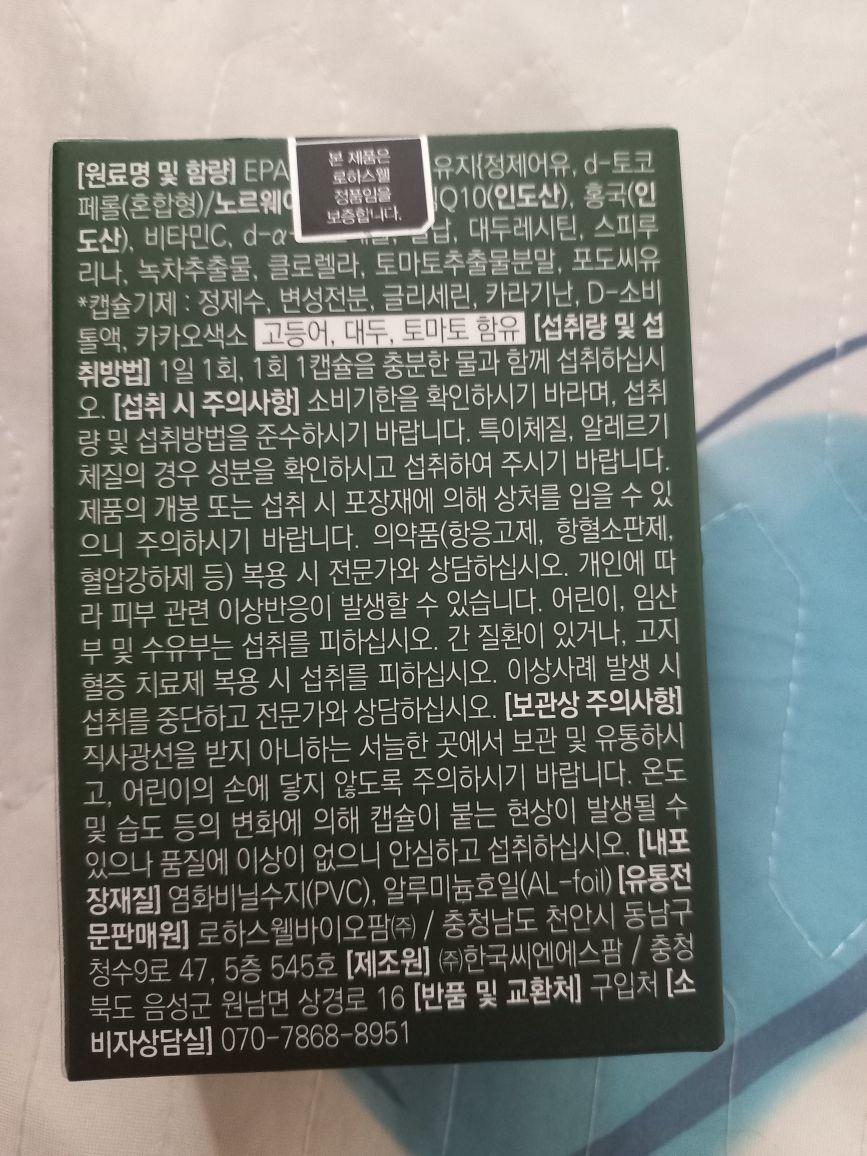 본 제품은
로하스웰
정품임을
보증합니다.
[원료명 및 함량] EPA 유지{정제어유, d-토코
페롤(혼합형)/노르웨 Q10(인도산), 홍국(인
도산), 비타민C, d-α- 대두레시틴, 스피루
리나, 녹차추출물, 클로렐라, 토마토추출물분말, 포도씨유
*캡슐기제 : 정제수, 변성전분, 글리세린, 카라기난, D-소비
톨액, 카카오색소 고등어, 대두, 토마토 함유 [섭취량 및 섭
취방법] 1일 1회, 1회 1캡슐을 충분한 물과 함께 섭취하십시
오. [섭취 시 주의사항] 소비기한을 확인하시기 바라며, 섭취
량 및 섭취방법을 준수하시기 바랍니다. 특이체질, 알레르기
체질의 경우 성분을 확인하시고 섭취하여 주시기 바랍니다.
제품의 개봉 또는 섭취 시 포장재에 의해 상처를 입을 수 있
으니 주의하시기 바랍니다. 의약품(항응고제, 항혈소판제,
혈압강하제 등) 복용 시 전문가와 상담하십시오. 개인에 따
라 피부 관련 이상반응이 발생할 수 있습니다. 어린이, 임산
부 및 수유부는 섭취를 피하십시오. 간 질환이 있거나, 고지
혈증 치료제 복용 시 섭취를 피하십시오. 이상사례 발생 시
섭취를 중단하고 전문가와 상담하십시오. [보관상 주의사항]
직사광선을 받지 아니하는 서늘한 곳에서 보관 및 유통하시
고, 어린이의 손에 닿지 않도록 주의하시기 바랍니다. 온도
및 습도 등의 변화에 의해 캡슐이 붙는 현상이 발생될 수
있으나 품질에 이상이 없으니 안심하고 섭취하십시오. [내포
장재질] 염화비닐수지(PVC), 알루미늄호일(AL-foil) [유통전
문판매원] 로하스웰바이오팜㈜ / 충청남도 천안시 동남구
청수9로 47, 5층 545호 [제조원] ㈜한국씨엔에스팜 / 충청
북도 음성군 원남면 상경로 16 [반품 및 교환처] 구입처 [소
비자상담실] 070-7868-8951